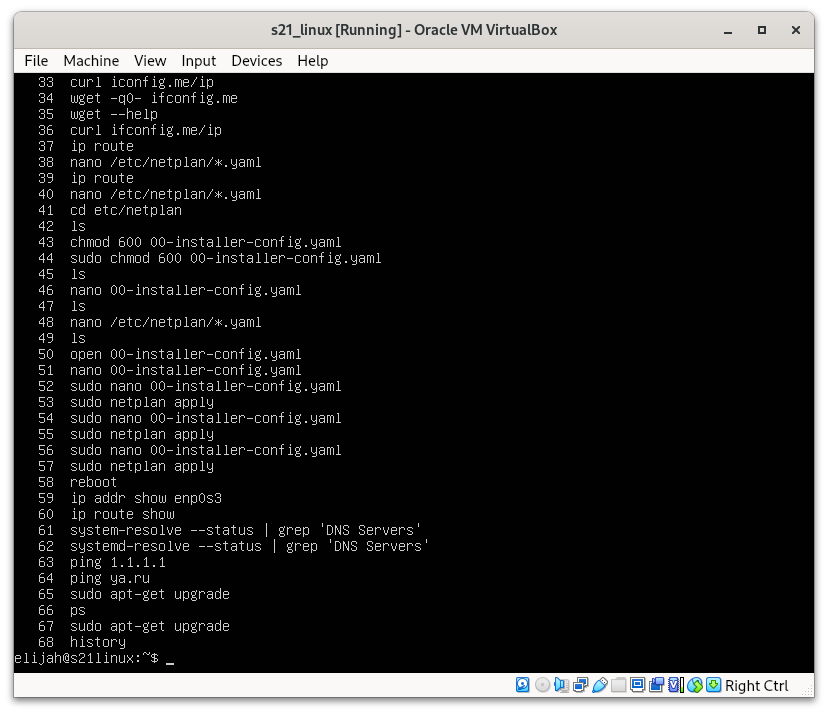 s21_linux [Running] - Oracle VM VirtualBox
File Machine View Input Devices Help
33 curl iconfig.me/ip
34 wget -qO- ifconfig.me
35 wget --help
36 curl ifconfig.me/ip
37 ip route
38 nano /etc/netplan/*.yaml
39 ip route
40 nano /etc/netplan/*.yaml
41 cd etc/netplan
42 ls
43 chmod 600 00-installer-config.yaml
44 sudo chmod 600 00-installer-config.yaml
45 ls
46 nano 00-installer-config.yaml
47 ls
48 nano /etc/netplan/*.yaml
49 ls
50 open 00-installer-config.yaml
51 nano 00-installer-config.yaml
52 sudo nano 00-installer-config.yaml
53 sudo netplan apply
54 sudo nano 00-installer-config.yaml
55 sudo netplan apply
56 sudo nano 00-installer-config.yaml
57 sudo netplan apply
58 reboot
59 ip addr show enp0s3
60 ip route show
61 system-resolve --status | grep 'DNS Servers'
62 systemd-resolve --status | grep 'DNS Servers'
63 ping 1.1.1.1
64 ping ya.ru
65 sudo apt-get upgrade
66 ps
67 sudo apt-get upgrade
68 history
elijah@s21linux:~$ _
Right Ctrl